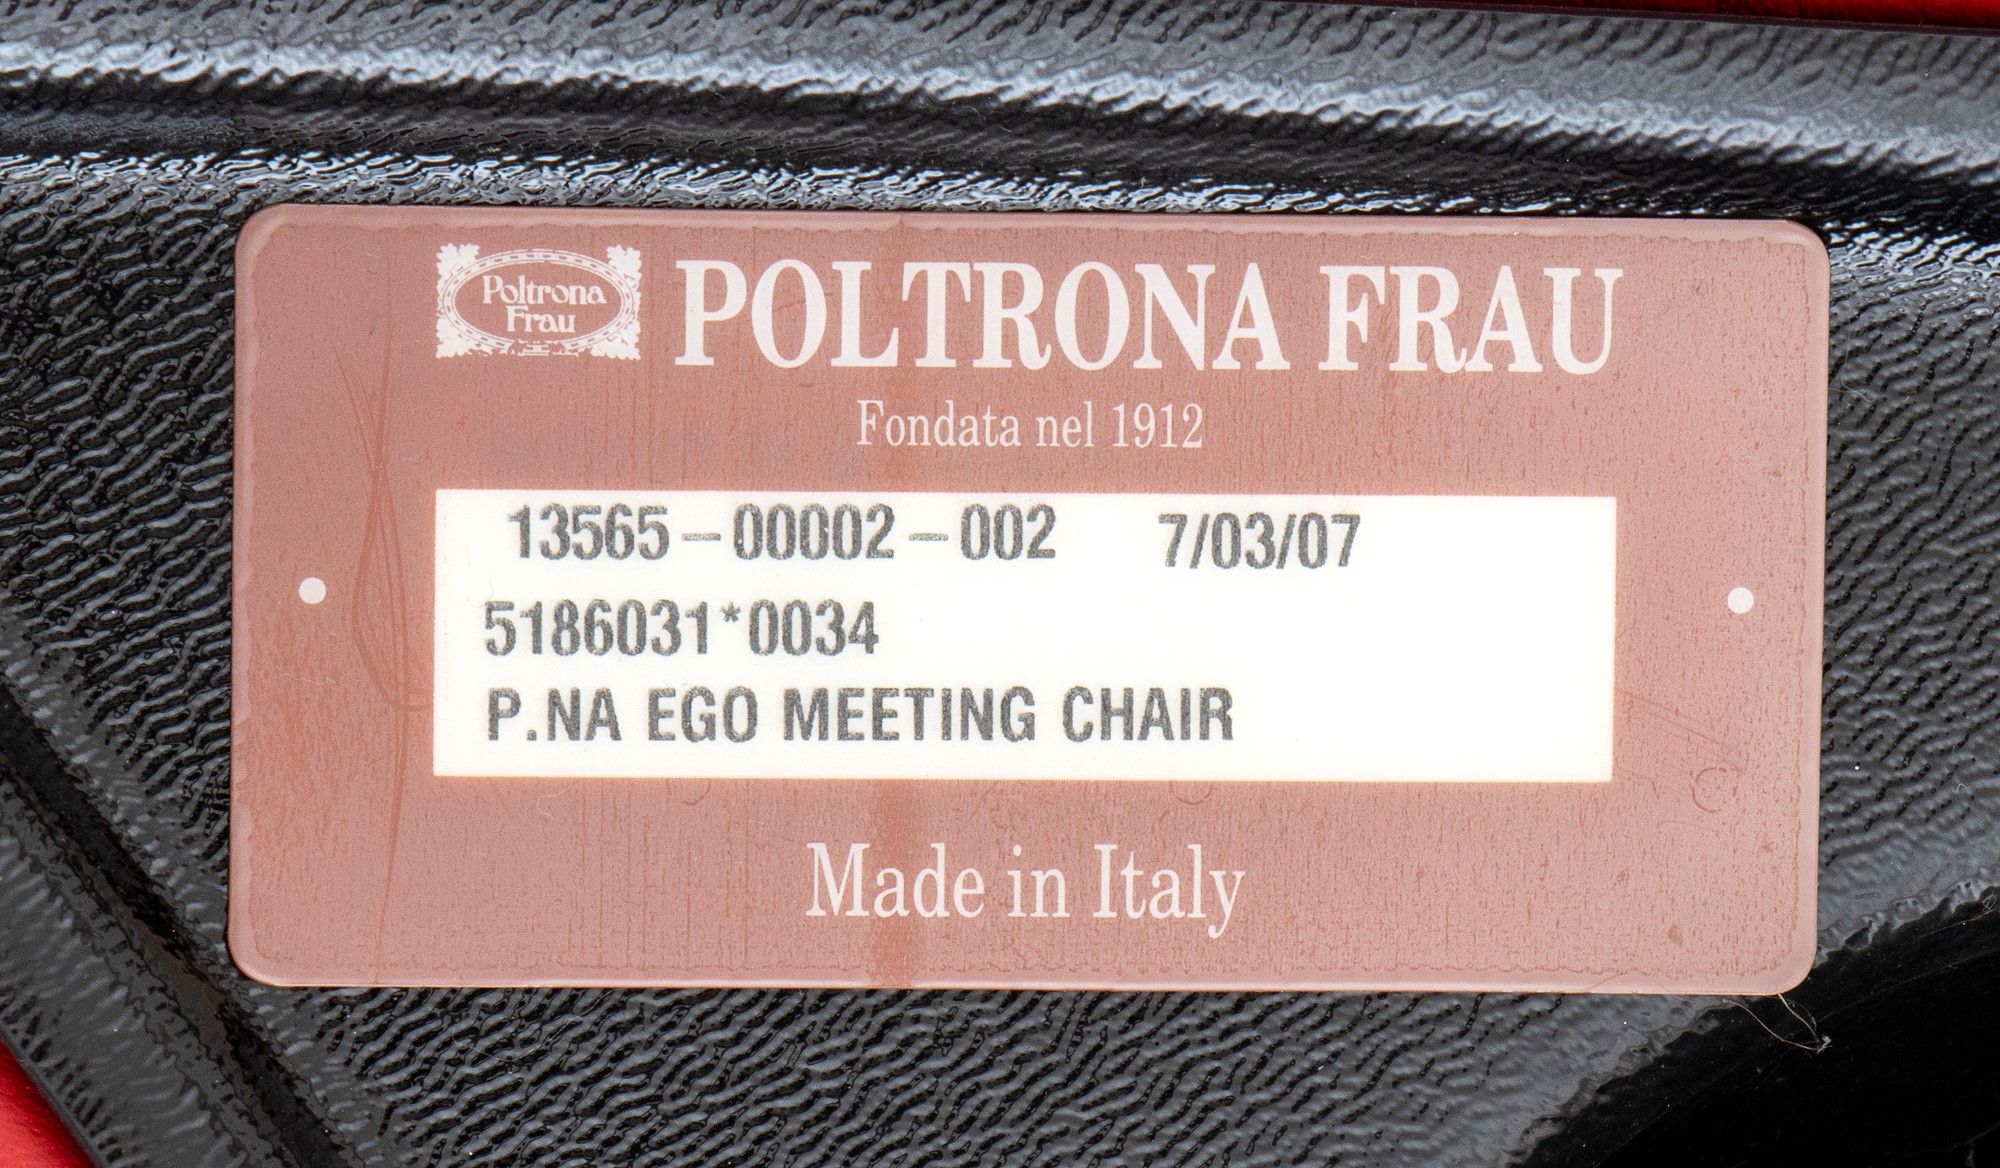 Poltrona
Frau
POLTRONA FRAU
Fondata nel 1912
13565-00002-002 7/03/07
5186031*0034
P.NA EGO MEETING CHAIR
Made in Italy